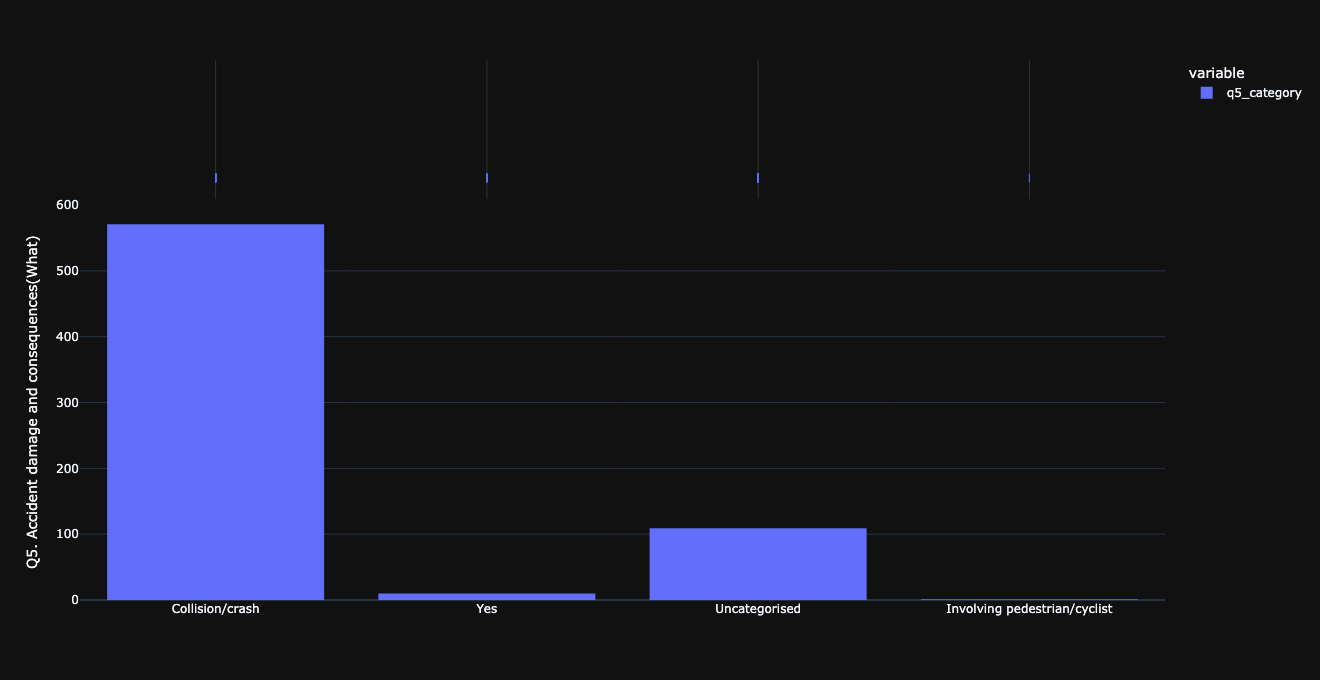 variable
q5_category
600
500
400
300
200
100
0
Q5. Accident damage and consequences(What)
Collision/crash
Yes
Uncategorised
Involving pedestrian/cyclist